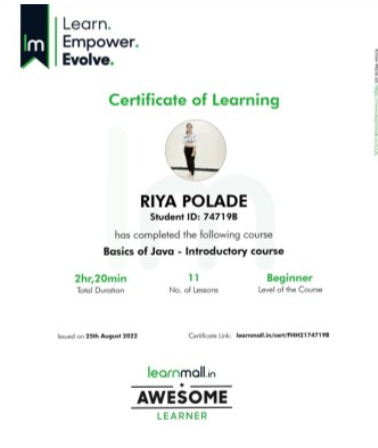 lm
Learn.
Empower.
Evolve.
Certificate of Learning
RIYA POLADE
Student ID: 74719B
has completed the following course
Basics of Java - Introductory course
2hr,20min 11 Beginner
Total Duration No. of Lessons Level of the Course
Issued on 25th August 2022 Certificate Link: learnmall.in/cert/FHH21747198
learnmall.in
AWESOME
LEARNER